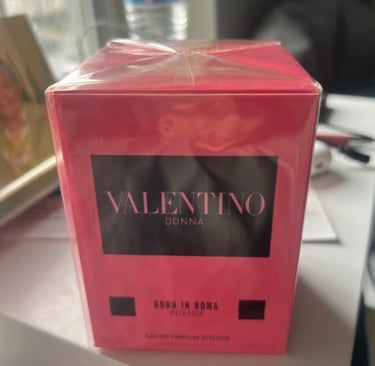 VALENTINO
DONNA
BORN IN ROMA
INTENSE
EAU DE PARFUM INTENSE